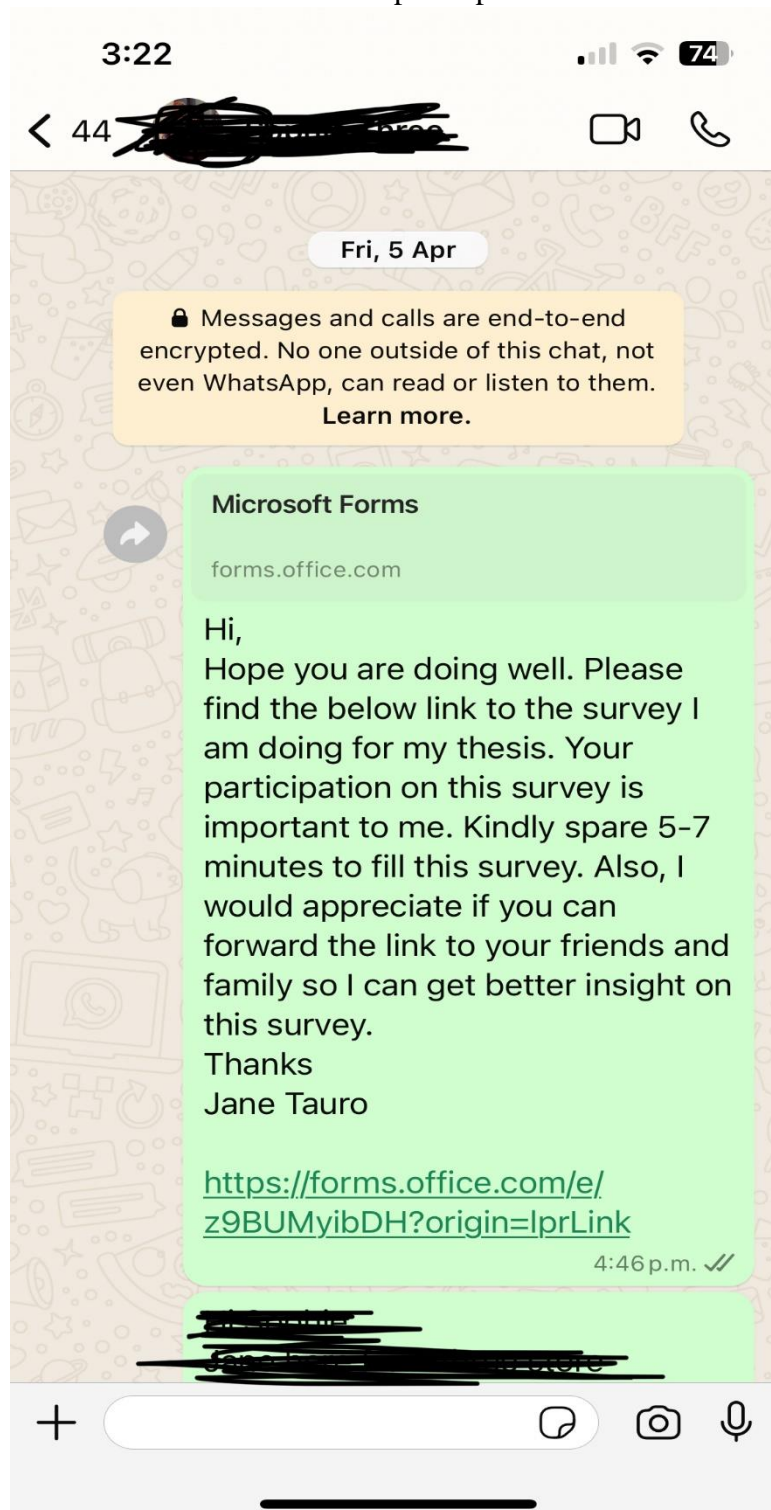 3:22
74
44
Fri, 5 Apr
Messages and calls are end-to-end
encrypted. No one outside of this chat, not
even WhatsApp, can read or listen to them.
Learn more.
Microsoft Forms
forms.office.com
Hi,
Hope you are doing well. Please
find the below link to the survey I
am doing for my thesis. Your
participation on this survey is
important to me. Kindly spare 5-7
minutes to fill this survey. Also, I
would appreciate if you can
forward the link to your friends and
family so I can get better insight on
this survey.
Thanks
Jane Tauro
https://forms.office.com/e/
z9BUMyibDH?origin=lprLink
4:46 p.m.